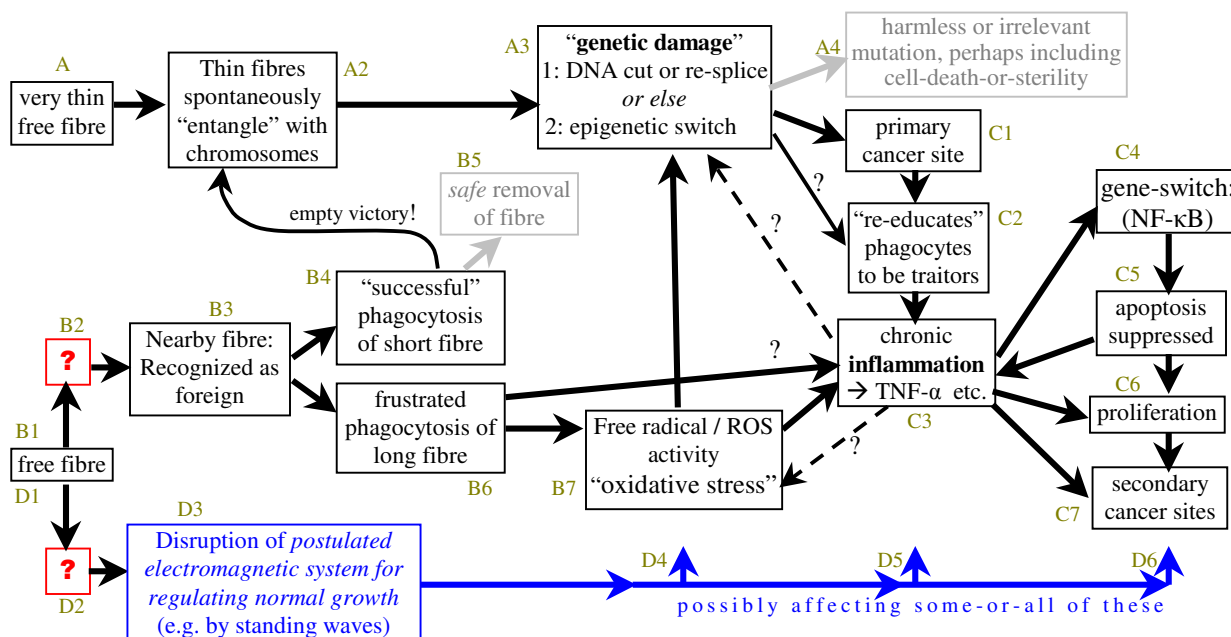 A
very thin
free fibre
Thin fibres
spontaneously
“entangle” with
chromosomes
A2
A3
“genetic damage”
1: DNA cut or re-splice
or else
2: epigenetic switch
A4
harmless or irrelevant
mutation, perhaps including
cell-death-or-sterility
primary
cancer site
C1
?
“re-educates”
phagocytes
to be traitors
C2
C4
gene-switch:
(NF-κB)
C5
apoptosis
suppressed
C6
proliferation
secondary
cancer sites
C7
B5
safe removal
of fibre
empty victory!
B4
“successful”
phagocytosis
of short fibre
B3
Nearby fibre:
Recognized as
foreign
B2
?
B1
free fibre
D1
frustrated
phagocytosis of
long fibre
B6
?
?
chronic
inflammation
→ TNF-α etc.
C3
Free radical / ROS
activity
“oxidative stress”
B7
?
?
D2
D3
Disruption of postulated
electromagnetic system for
regulating normal growth
(e.g. by standing waves)
D4
D5
D6
possibly affecting some-or-all of these